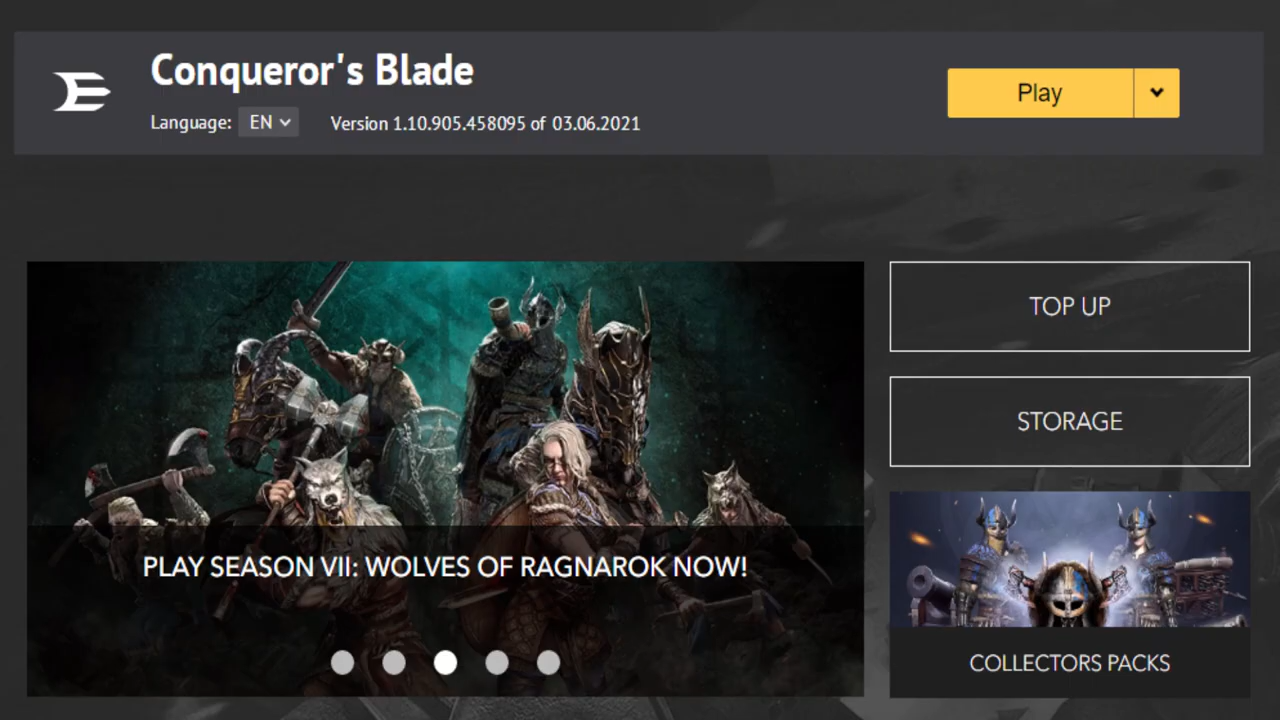 Conqueror's Blade
Language: EN
Version 1.10.905.458095 of 03.06.2021
Play
TOP UP
STORAGE
PLAY SEASON VII: WOLVES OF RAGNAROK NOW!
COLLECTORS PACKS